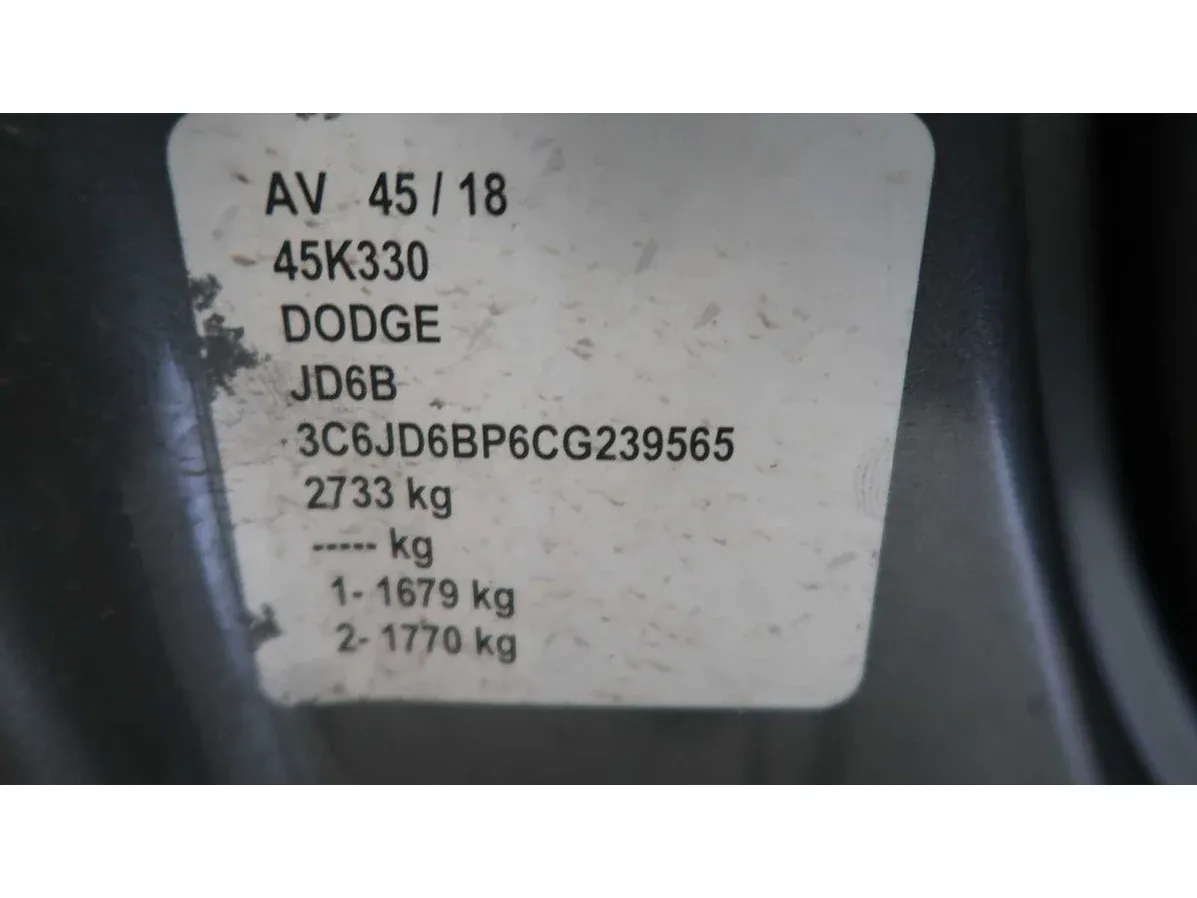 AV 45 / 18
45K330
DODGE
JD6B
3C6JD6BP6CG239565
2733 kg
----- kg
1- 1679 kg
2- 1770 kg